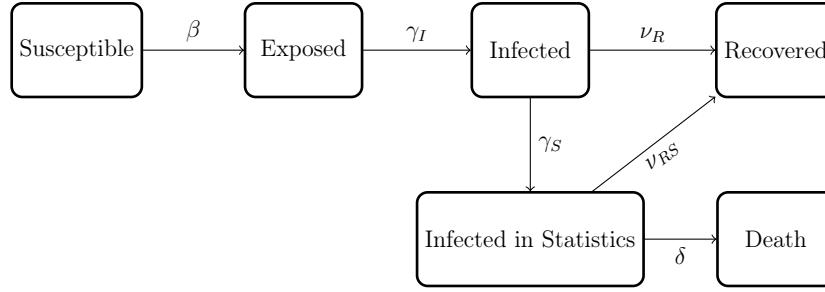 Susceptible
β
Exposed
γ_I
Infected
ν_R
Recovered
γ_S
ν_RS
Infected in Statistics
δ
Death